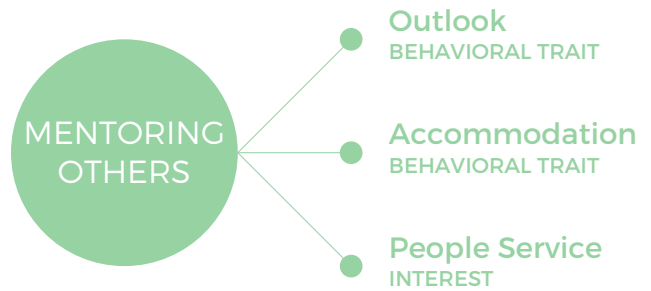 MENTORING
OTHERS
Outlook
BEHAVIORAL TRAIT
Accommodation
BEHAVIORAL TRAIT
People Service
INTEREST